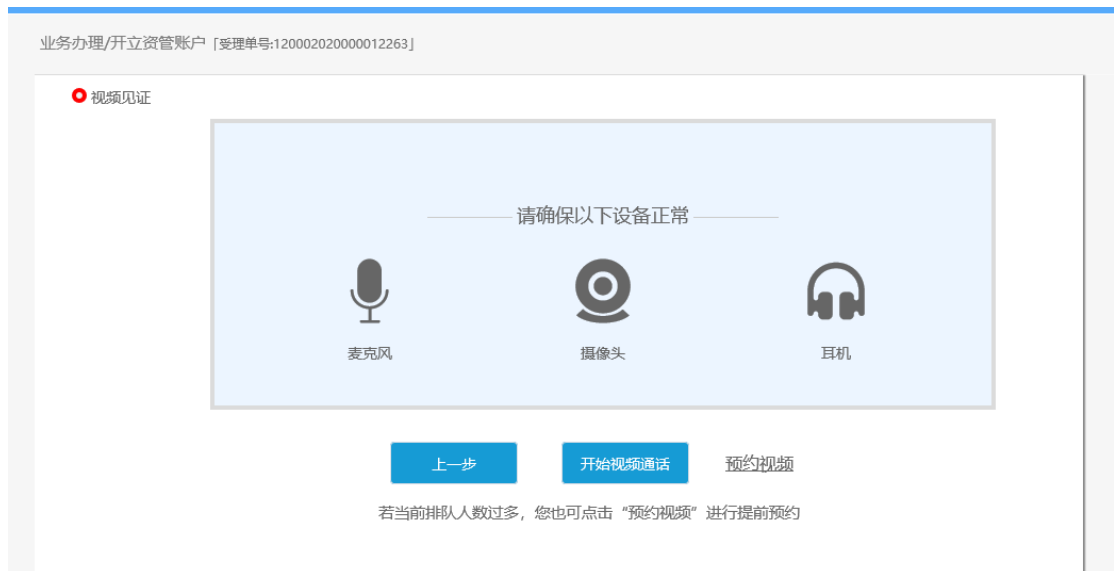 业务办理/开立资管账户「受理单号:120002020000012263」
视频见证
请确保以下设备正常
麦克风 摄像头 耳机
上一步 开始视频通话 预约视频
若当前排队人数过多，您也可点击“预约视频”进行提前预约